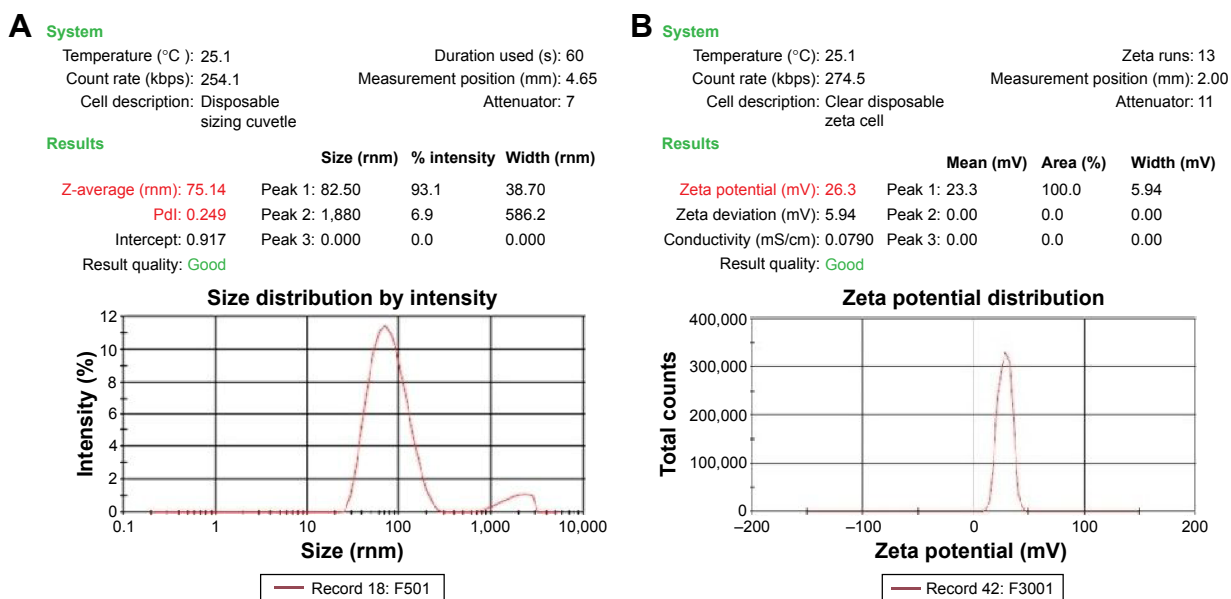 A
System
Temperature (°C ): 25.1 Duration used (s): 60
Count rate (kbps): 254.1 Measurement position (mm): 4.65
Cell description: Disposable Attenuator: 7
sizing cuvetle
Results
Size (rnm) % intensity Width (rnm)
Z-average (rnm): 75.14 Peak 1: 82.50 93.1 38.70
PdI: 0.249 Peak 2: 1,880 6.9 586.2
Intercept: 0.917 Peak 3: 0.000 0.0 0.000
Result quality: Good
Size distribution by intensity
Intensity (%)
12
10
8
6
4
2
0
0.1 1 10 100 1,000 10,000
Size (rnm)
Record 18: F501
B
System
Temperature (°C): 25.1 Zeta runs: 13
Count rate (kbps): 274.5 Measurement position (mm): 2.00
Cell description: Clear disposable Attenuator: 11
zeta cell
Results
Mean (mV) Area (%) Width (mV)
Zeta potential (mV): 26.3 Peak 1: 23.3 100.0 5.94
Zeta deviation (mV): 5.94 Peak 2: 0.00 0.0 0.00
Conductivity (mS/cm): 0.0790 Peak 3: 0.00 0.0 0.00
Result quality: Good
Zeta potential distribution
Total counts
400,000
300,000
200,000
100,000
0
–200 –100 0 100 200
Zeta potential (mV)
Record 42: F3001